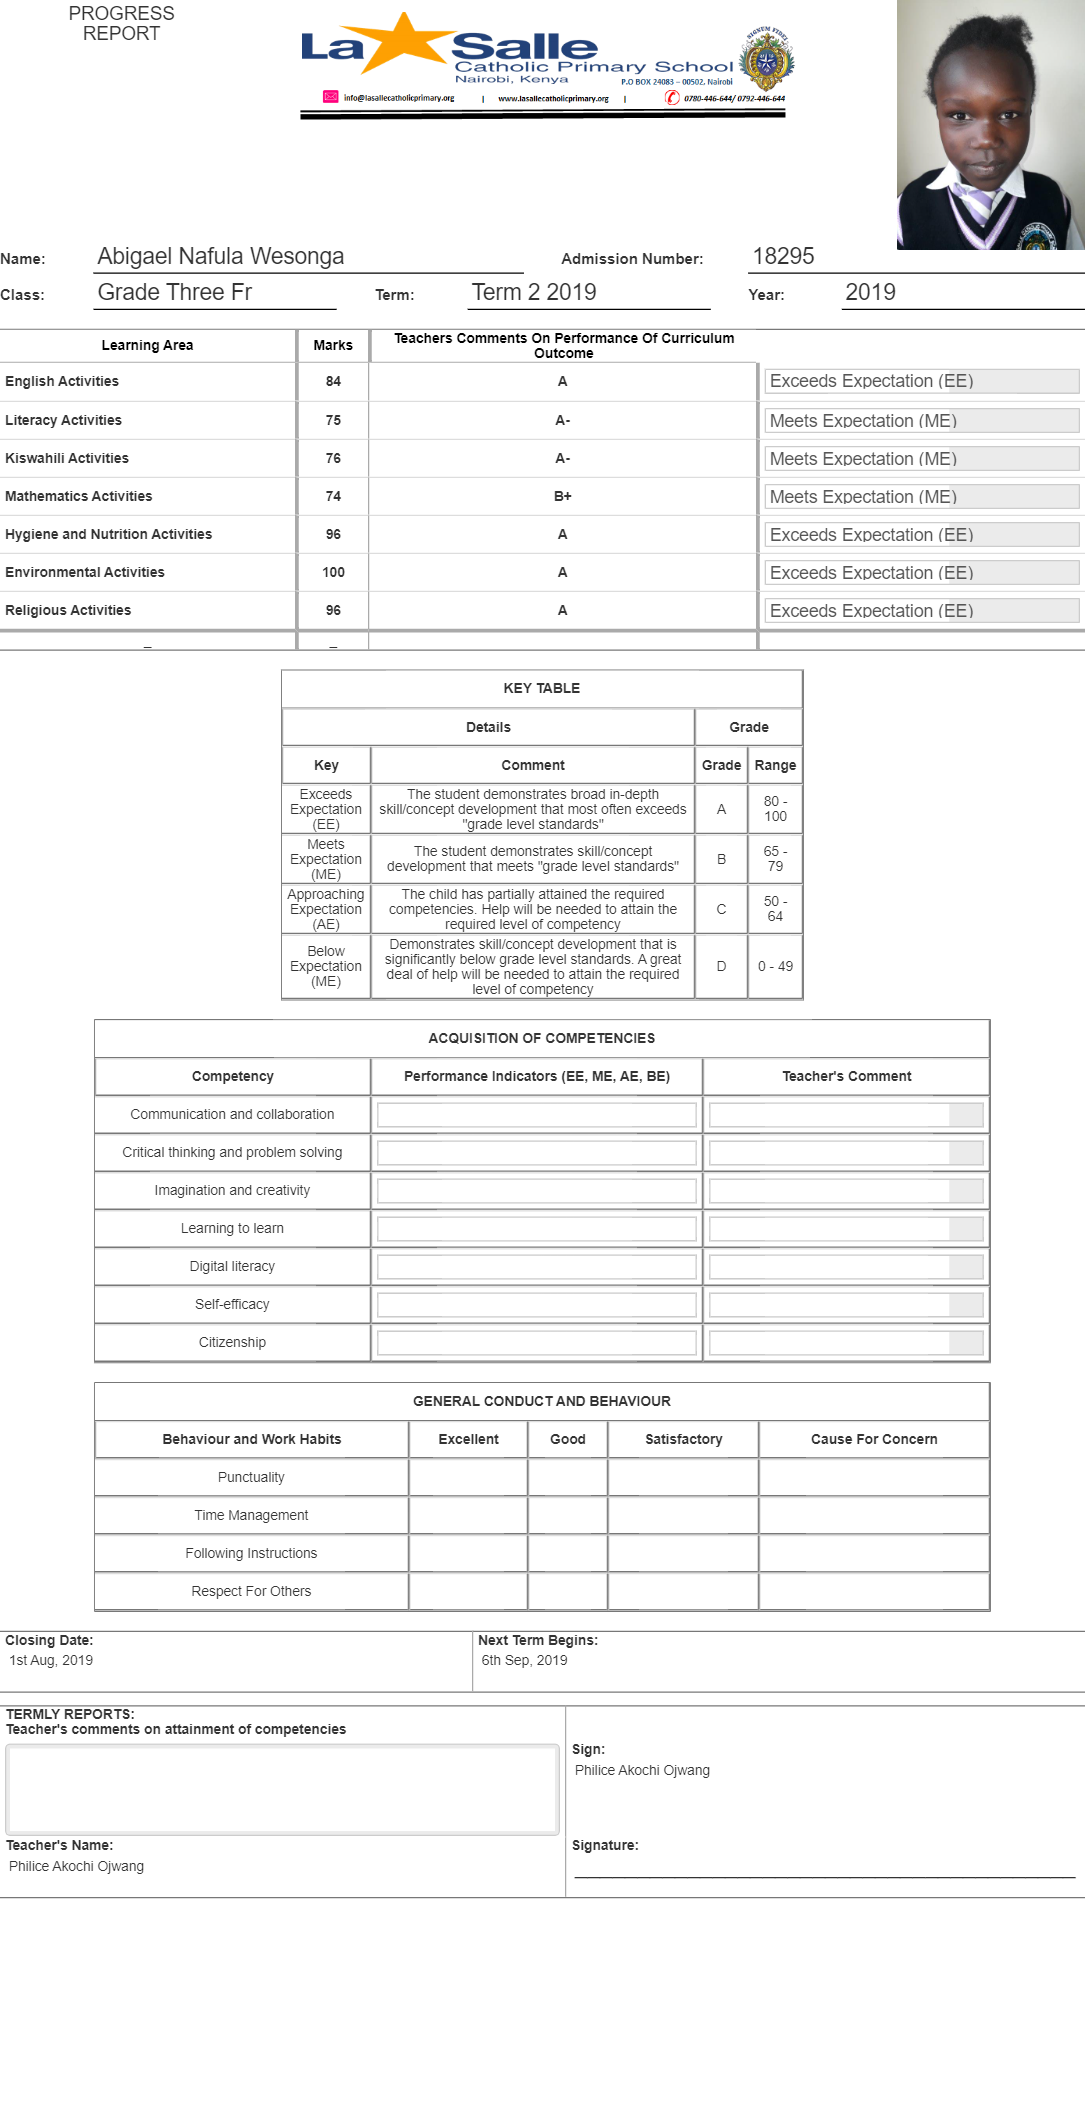 PROGRESS
REPORT
La Salle
Catholic Primary School
Nairobi, Kenya
P.O BOX 24083 – 00502. Nairobi
SIGNUM FIDEI
info@lasallecatholicprimary.org | www.lasallecatholicprimary.org | 0780-446-644/ 0792-446-644
Name: Abigael Nafula Wesonga Admission Number: 18295
Class: Grade Three Fr Term: Term 2 2019 Year: 2019
Learning Area Marks Teachers Comments On Performance Of Curriculum
Outcome
English Activities 84 A Exceeds Expectation (EE)
Literacy Activities 75 A- Meets Expectation (ME)
Kiswahili Activities 76 A- Meets Expectation (ME)
Mathematics Activities 74 B+ Meets Expectation (ME)
Hygiene and Nutrition Activities 96 A Exceeds Expectation (EE)
Environmental Activities 100 A Exceeds Expectation (EE)
Religious Activities 96 A Exceeds Expectation (EE)
_ _
KEY TABLE
Details Grade
Key Comment Grade Range
Exceeds
Expectation
(EE)
The student demonstrates broad in-depth
skill/concept development that most often exceeds
"grade level standards"
A
80 -
100
Meets
Expectation
(ME)
The student demonstrates skill/concept
development that meets "grade level standards"
B
65 -
79
Approaching
Expectation
(AE)
The child has partially attained the required
competencies. Help will be needed to attain the
required level of competency
C
50 -
64
Below
Expectation
(ME)
Demonstrates skill/concept development that is
significantly below grade level standards. A great
deal of help will be needed to attain the required
level of competency
D
0 - 49
ACQUISITION OF COMPETENCIES
Competency Performance Indicators (EE, ME, AE, BE) Teacher's Comment
Communication and collaboration
Critical thinking and problem solving
Imagination and creativity
Learning to learn
Digital literacy
Self-efficacy
Citizenship
GENERAL CONDUCT AND BEHAVIOUR
Behaviour and Work Habits Excellent Good Satisfactory Cause For Concern
Punctuality
Time Management
Following Instructions
Respect For Others
Closing Date: Next Term Begins:
1st Aug, 2019 6th Sep, 2019
TERMLY REPORTS:
Teacher's comments on attainment of competencies
Sign:
Philice Akochi Ojwang
Teacher's Name: Signature:
Philice Akochi Ojwang